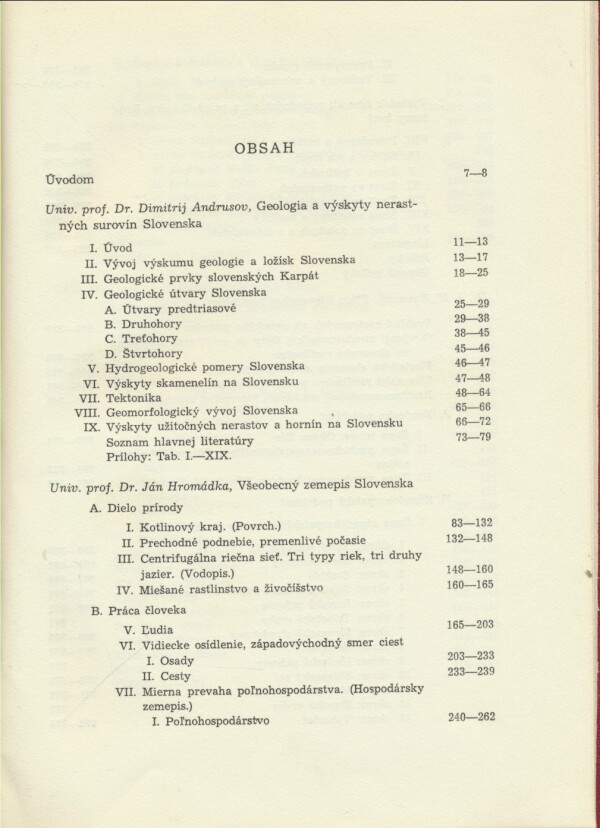 OBSAH
Úvodom 7—8
Univ. prof. Dr. Dimitrij Andrusov, Geologia a výskyty nerast-
ných surovín Slovenska
I. Úvod 11—13
II. Vývoj výskumu geologie a ložísk Slovenska 13—17
III. Geologické prvky slovenských Karpát 18—25
IV. Geologické útvary Slovenska
A. Útvary predtriasové 25—29
B. Druhohory 29—38
C. Treťohory 38—45
D. Štvrtohory 45—46
V. Hydrogeologické pomery Slovenska 46—47
VI. Výskyty skamenelín na Slovensku 47—48
VII. Tektonika 48—64
VIII. Geomorfologický vývoj Slovenska 65—66
IX. Výskyty užitočných nerastov a hornín na Slovensku 66—72
Soznam hlavnej literatúry 73—79
Prílohy: Tab. I.—XIX.
Univ. prof. Dr. Ján Hromádka, Všeobecný zemepis Slovenska
A. Dielo prírody
I. Kotlinový kraj. (Povrch.) 83—132
II. Prechodné podnebie, premenlivé počasie 132—148
III. Centrifugálna riečna sieť. Tri typy riek, tri druhy
jazier. (Vodopis.) 148—160
IV. Miešané rastlinstvo a živočíšstvo 160—165
B. Práca človeka
V. Ľudia 165—203
VI. Vidiecke osídlenie, západovýchodný smer ciest
I. Osady 203—233
II. Cesty 233—239
VII. Mierna prevaha poľnohospodárstva. (Hospodársky
zemepis.)
I. Poľnohospodárstvo 240—262